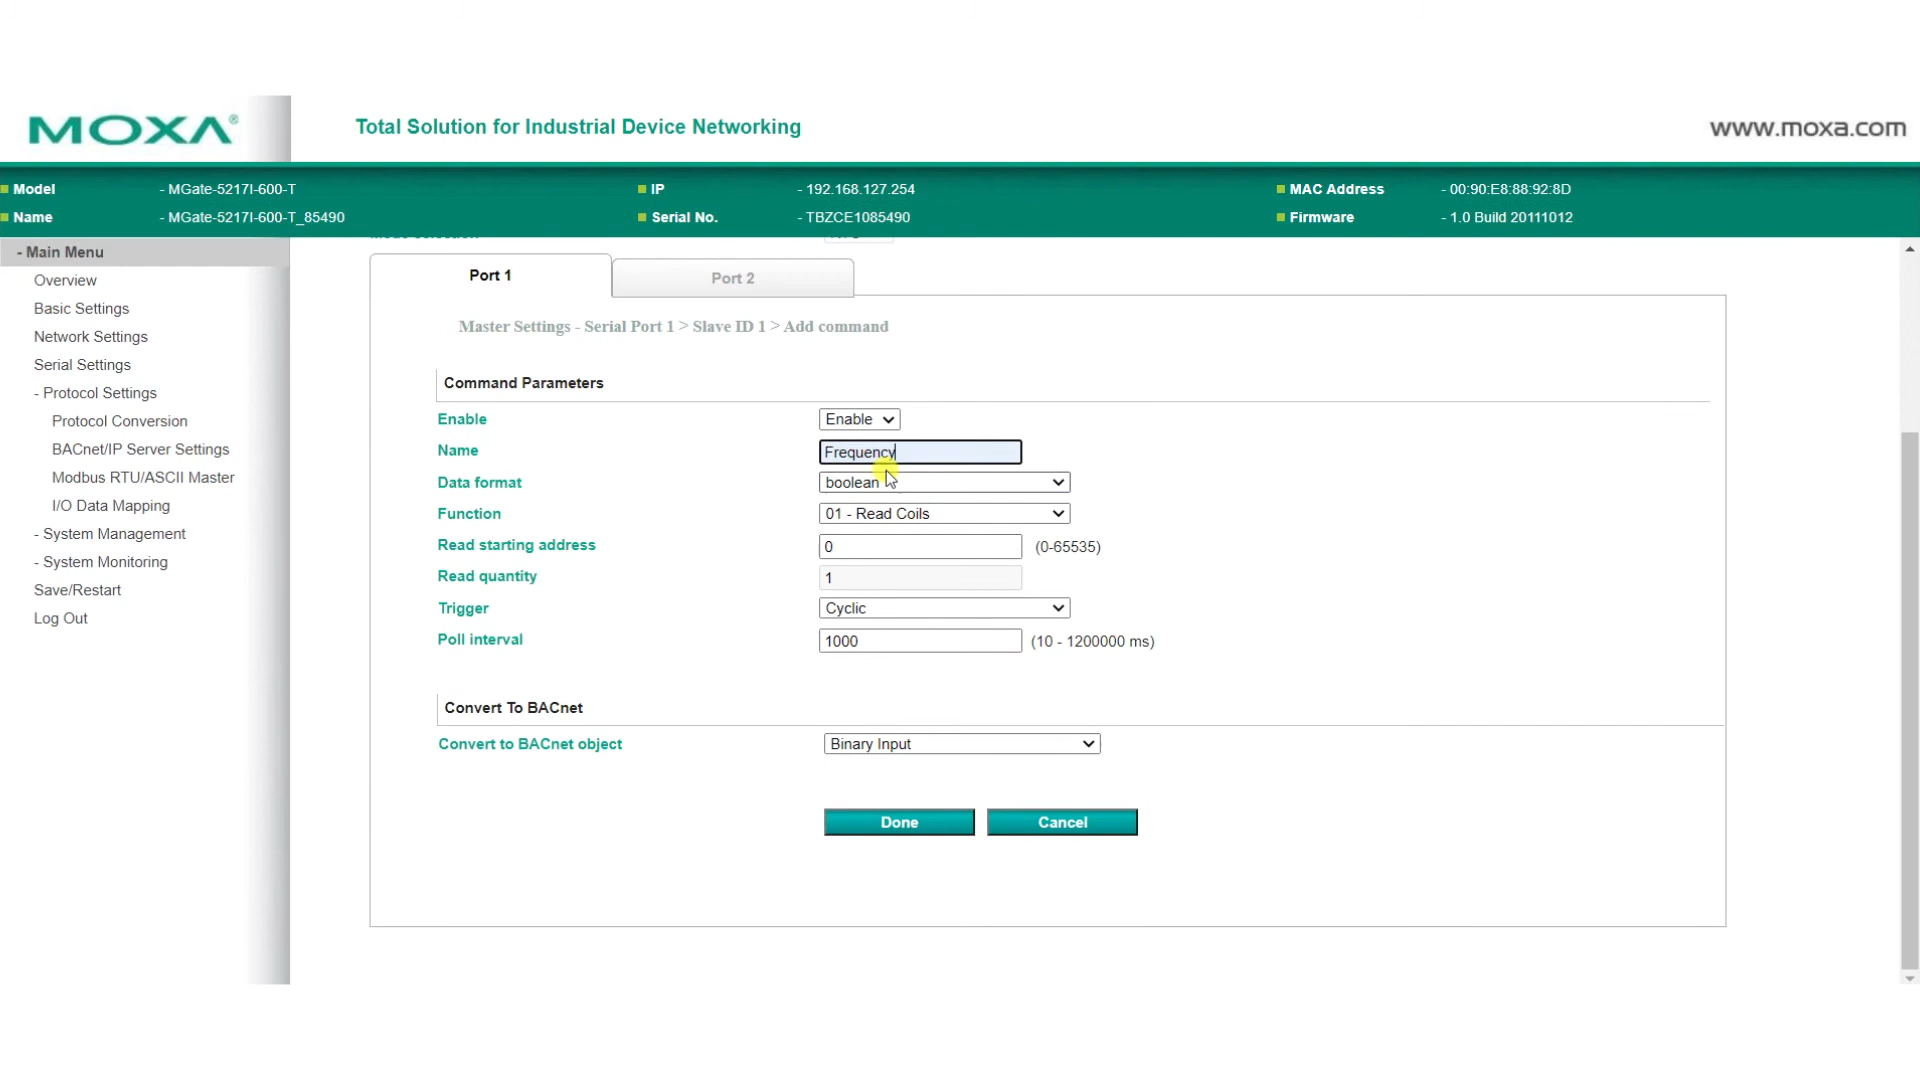 MOXA®
Total Solution for Industrial Device Networking
www.moxa.com
Model - MGate-5217I-600-T
IP - 192.168.127.254
MAC Address - 00:90:E8:88:92:8D
Name - MGate-5217I-600-T_85490
Serial No. - TBZCE1085490
Firmware - 1.0 Build 20111012
- Main Menu
Overview
Basic Settings
Network Settings
Serial Settings
- Protocol Settings
Protocol Conversion
BACnet/IP Server Settings
Modbus RTU/ASCII Master
I/O Data Mapping
- System Management
- System Monitoring
Save/Restart
Log Out
Port 1
Port 2
Master Settings - Serial Port 1 > Slave ID 1 > Add command
Command Parameters
Enable Enable
Name Frequency
Data format boolean
Function 01 - Read Coils
Read starting address 0 (0-65535)
Read quantity 1
Trigger Cyclic
Poll interval 1000 (10 - 1200000 ms)
Convert To BACnet
Convert to BACnet object Binary Input
Done Cancel